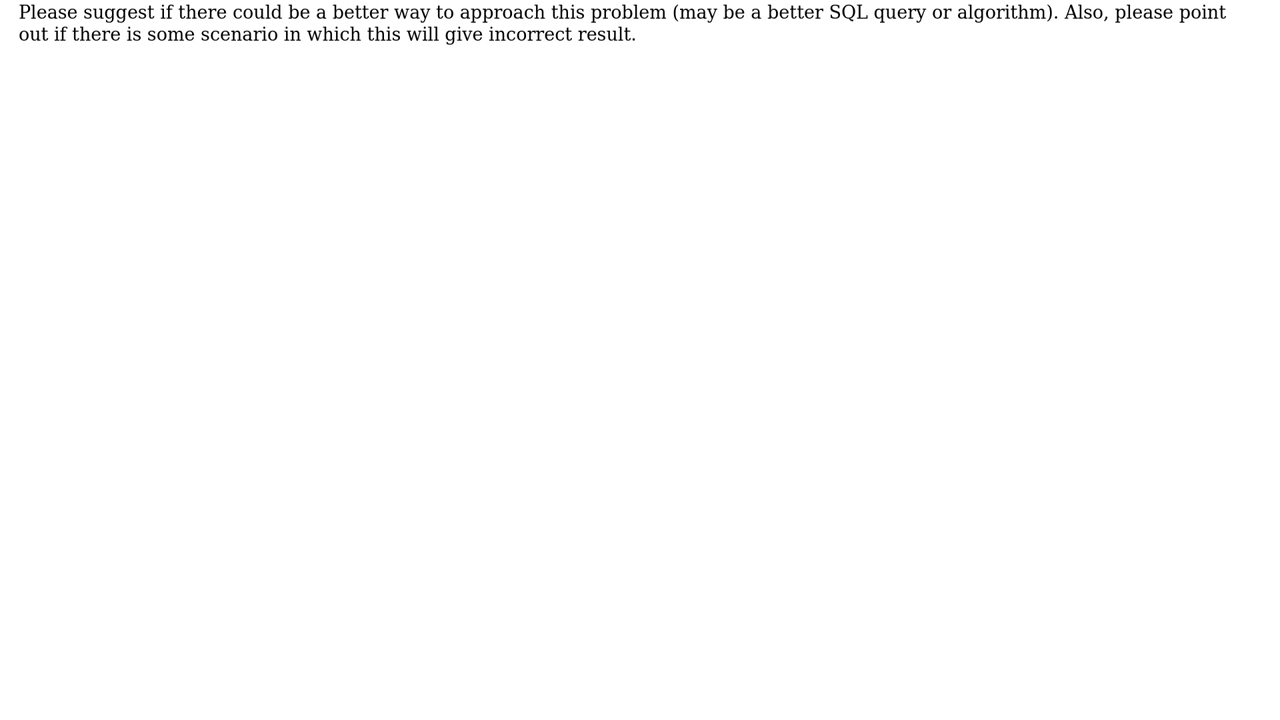 Please suggest if there could be a better way to approach this problem (may be a better SQL query or algorithm). Also, please point
out if there is some scenario in which this will give incorrect result.